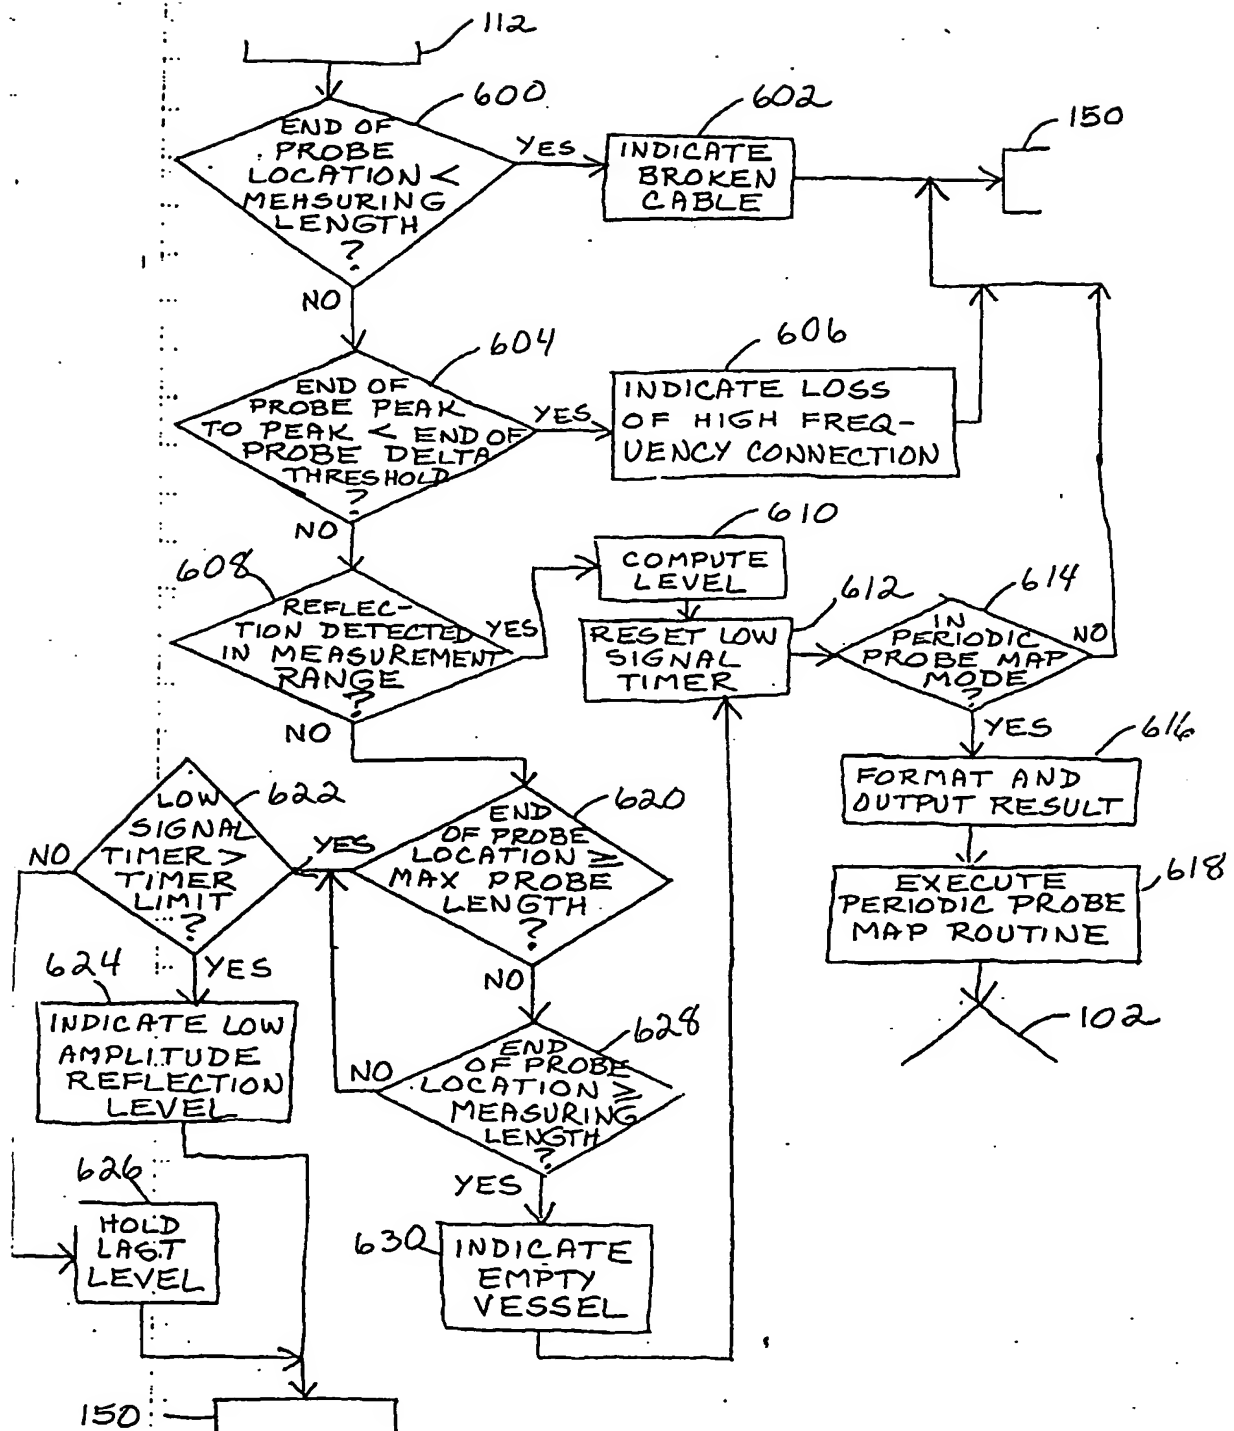 112
600
END OF
PROBE
LOCATION <
MEASURING
LENGTH
?
YES
602
INDICATE
BROKEN
CABLE
150
NO
604
END OF
PROBE PEAK
TO PEAK < END OF
PROBE DELTA
THRESHOLD
?
YES
606
INDICATE LOSS
OF HIGH FREQ-
UENCY CONNECTION
NO
608
REFLEC-
TION DETECTED
IN MEASUREMENT
RANGE
?
YES
610
COMPUTE
LEVEL
612
RESET LOW
SIGNAL
TIMER
614
IN
PERIODIC
PROBE MAP
MODE
?
NO
YES
616
FORMAT AND
OUTPUT RESULT
618
EXECUTE
PERIODIC PROBE
MAP ROUTINE
102
NO
620
END
OF PROBE
LOCATION ≥
MAX PROBE
LENGTH
?
YES
622
LOW
SIGNAL
TIMER >
TIMER
LIMIT
?
NO
YES
624
INDICATE LOW
AMPLITUDE
REFLECTION
LEVEL
NO
628
END
OF PROBE
LOCATION ≥
MEASURING
LENGTH
?
NO
YES
626
HOLD
LAST
LEVEL
630
INDICATE
EMPTY
VESSEL
150